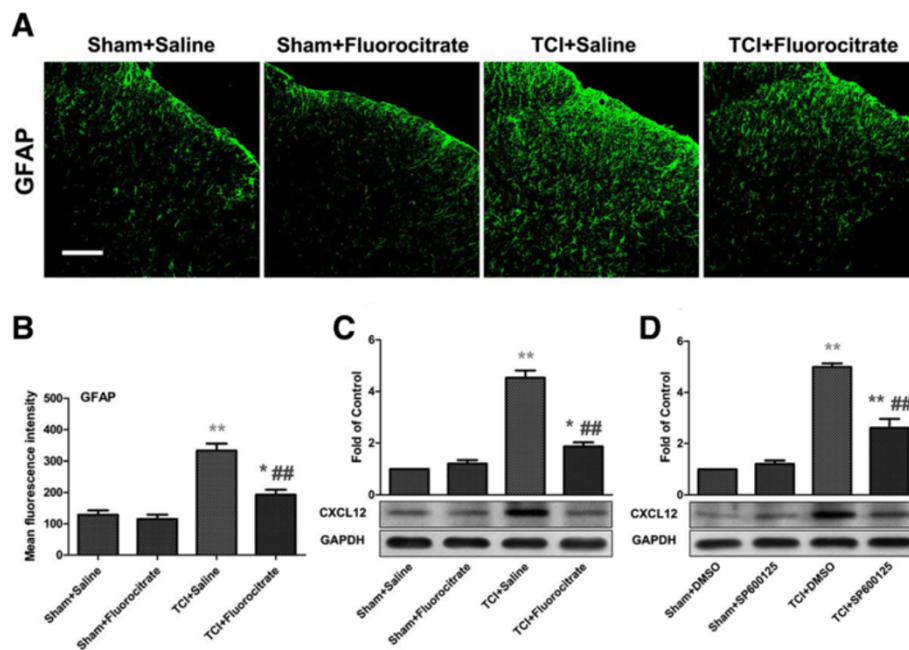 A
Sham+Saline
Sham+Fluorocitrate
TCI+Saline
TCI+Fluorocitrate
GFAP
B
GFAP
Mean fluorescence intensity
500
400
300
200
100
0
**
* ##
Sham+Saline
Sham+Fluorocitrate
TCI+Saline
TCI+Fluorocitrate
C
Fold of Control
6
4
2
0
**
* ##
CXCL12
GAPDH
Sham+Saline
Sham+Fluorocitrate
TCI+Saline
TCI+Fluorocitrate
D
Fold of Control
6
4
2
0
**
** ##
CXCL12
GAPDH
Sham+DMSO
Sham+SP600125
TCI+DMSO
TCI+SP600125